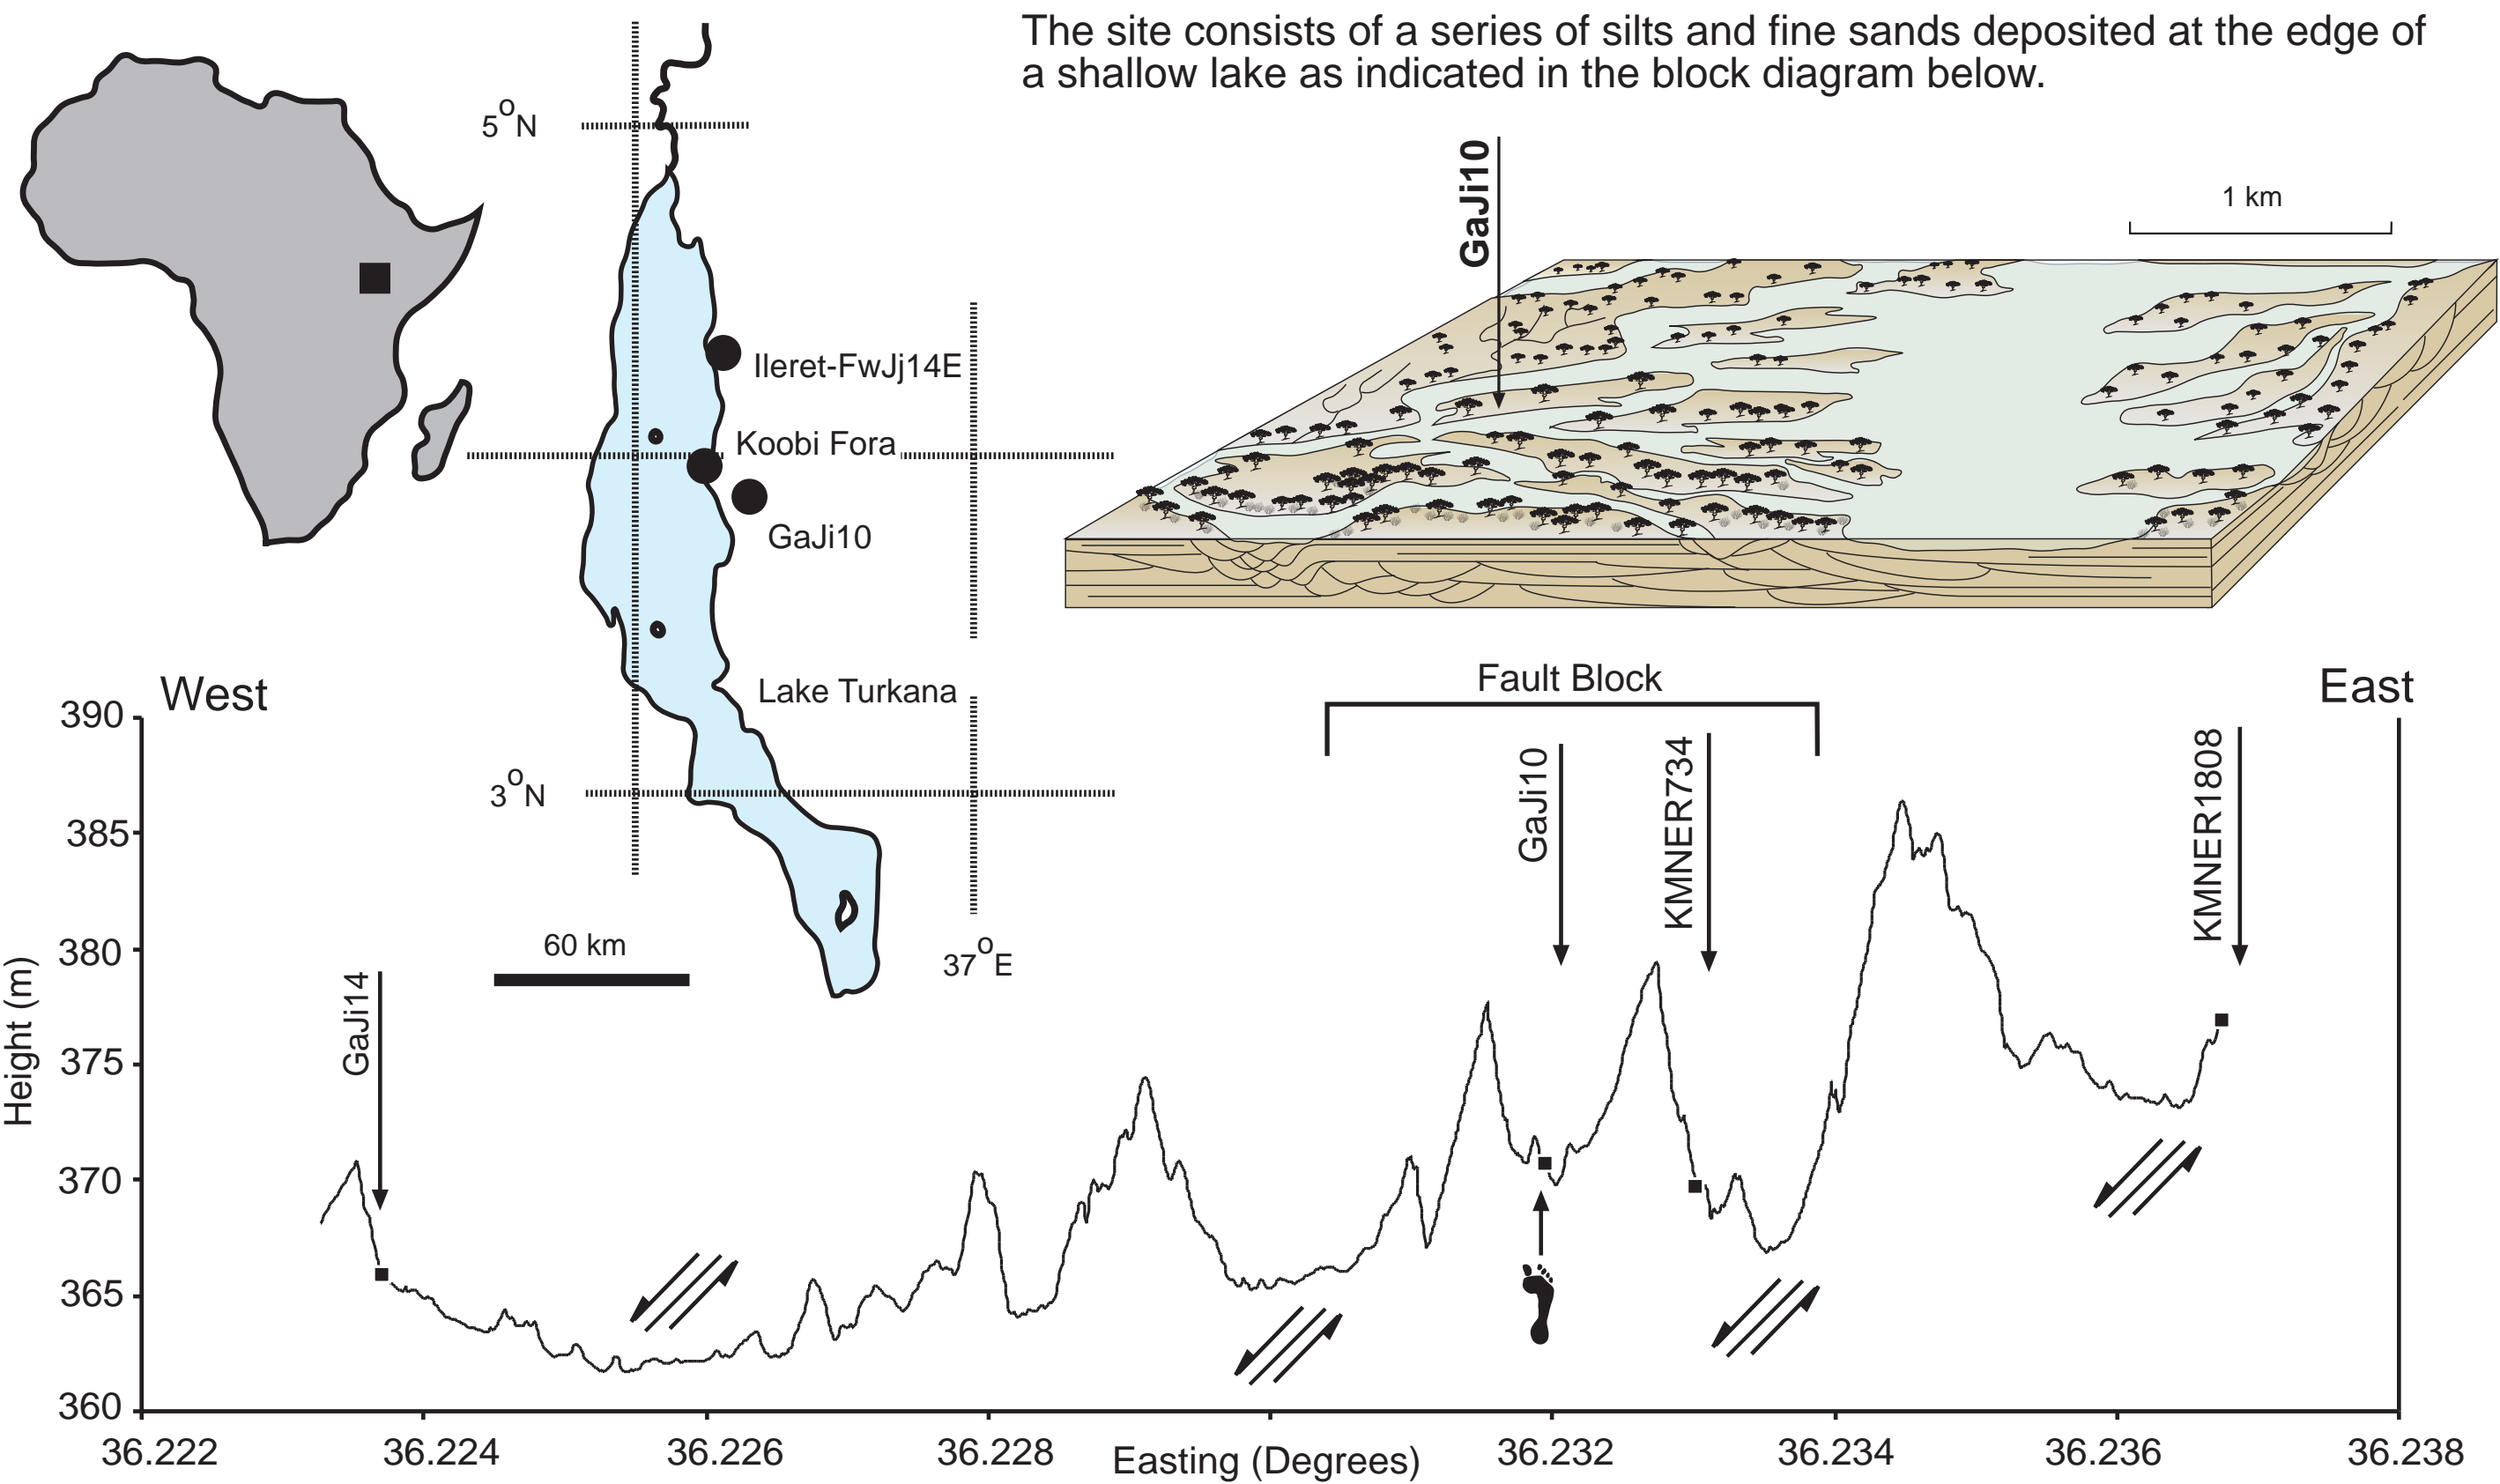 The site consists of a series of silts and fine sands deposited at the edge of
a shallow lake as indicated in the block diagram below.
5°N
GaJi10
1 km
Ileret-FwJj14E
Koobi Fora
GaJi10
Lake Turkana
3°N
60 km
37°E
West
Fault Block
East
390
385
380
375
370
365
360
Height (m)
GaJi14
GaJi10
KMNER734
KMNER1808
36.222
36.224
36.226
36.228
Easting (Degrees)
36.232
36.234
36.236
36.238